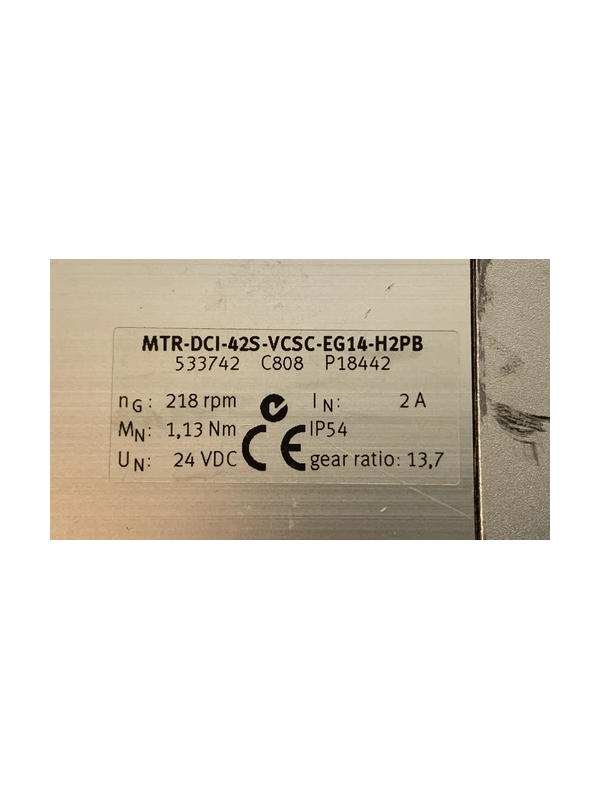 MTR-DCI-42S-VCSC-EG14-H2PB
533742 C808 P18442
nG: 218 rpm IN: 2 A
MN: 1,13 Nm IP54
UN: 24 VDC CE gear ratio: 13,7